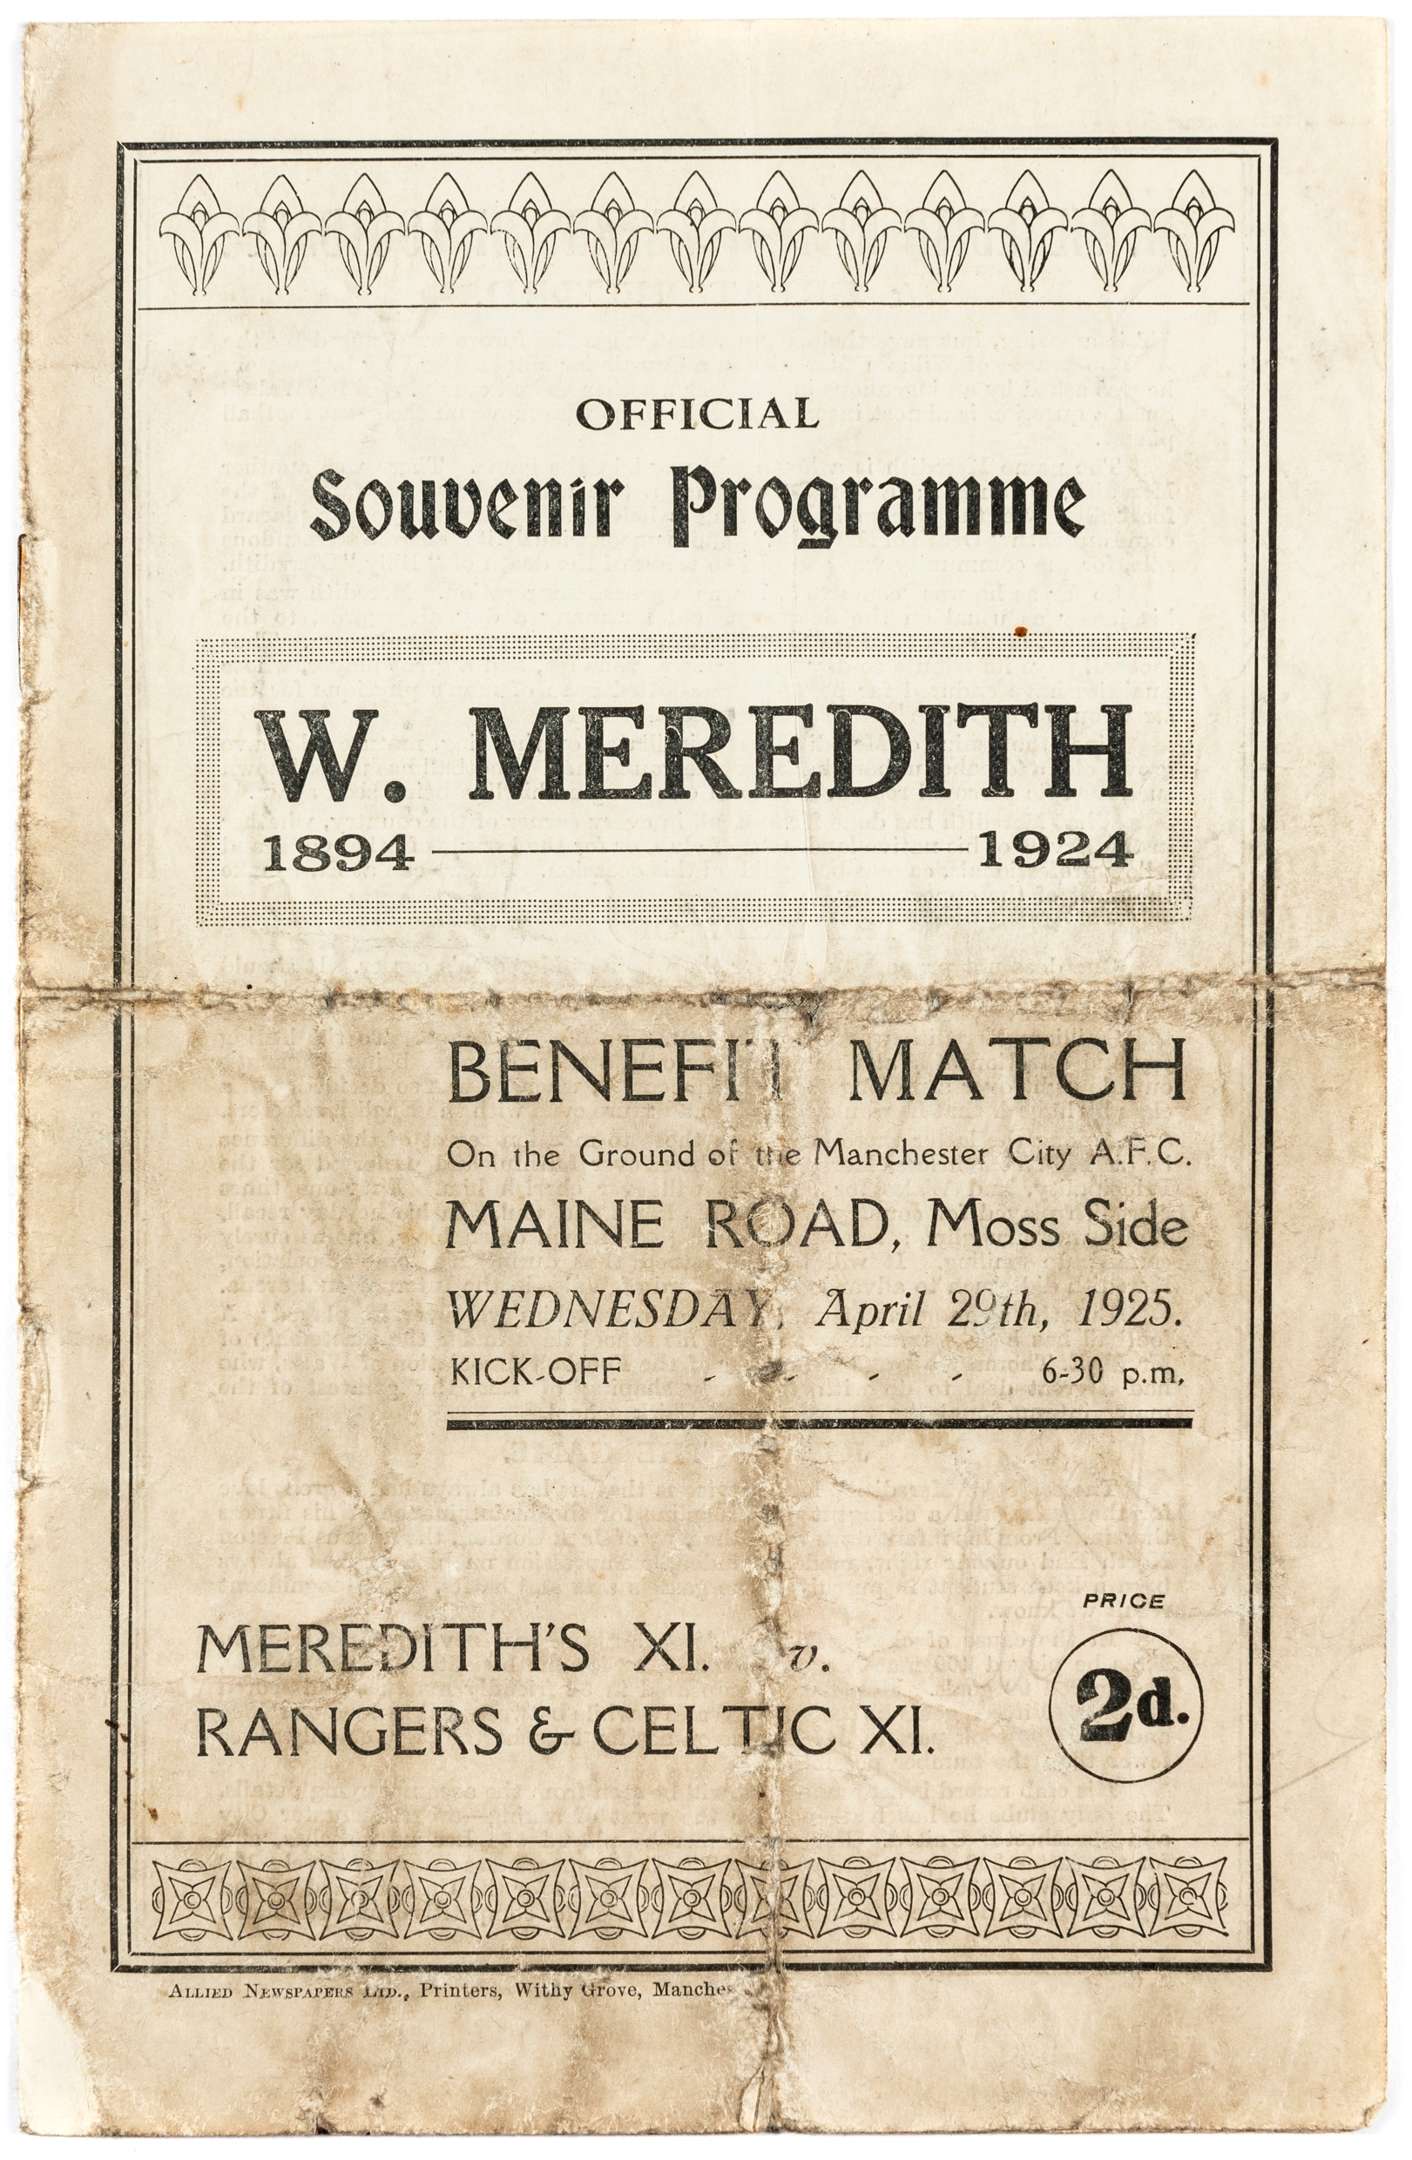 OFFICIAL
Souvenir Programme
W. MEREDITH
1894 — 1924
BENEFIT MATCH
On the Ground of the Manchester City A.F.C.
MAINE ROAD, Moss Side
WEDNESDAY, April 29th, 1925.
KICK-OFF - - - - 6-30 p.m.
MEREDITH'S XI. v.
RANGERS & CELTIC XI.
PRICE
2d.
ALLIED NEWSPAPERS LTD., Printers, Withy Grove, Manches